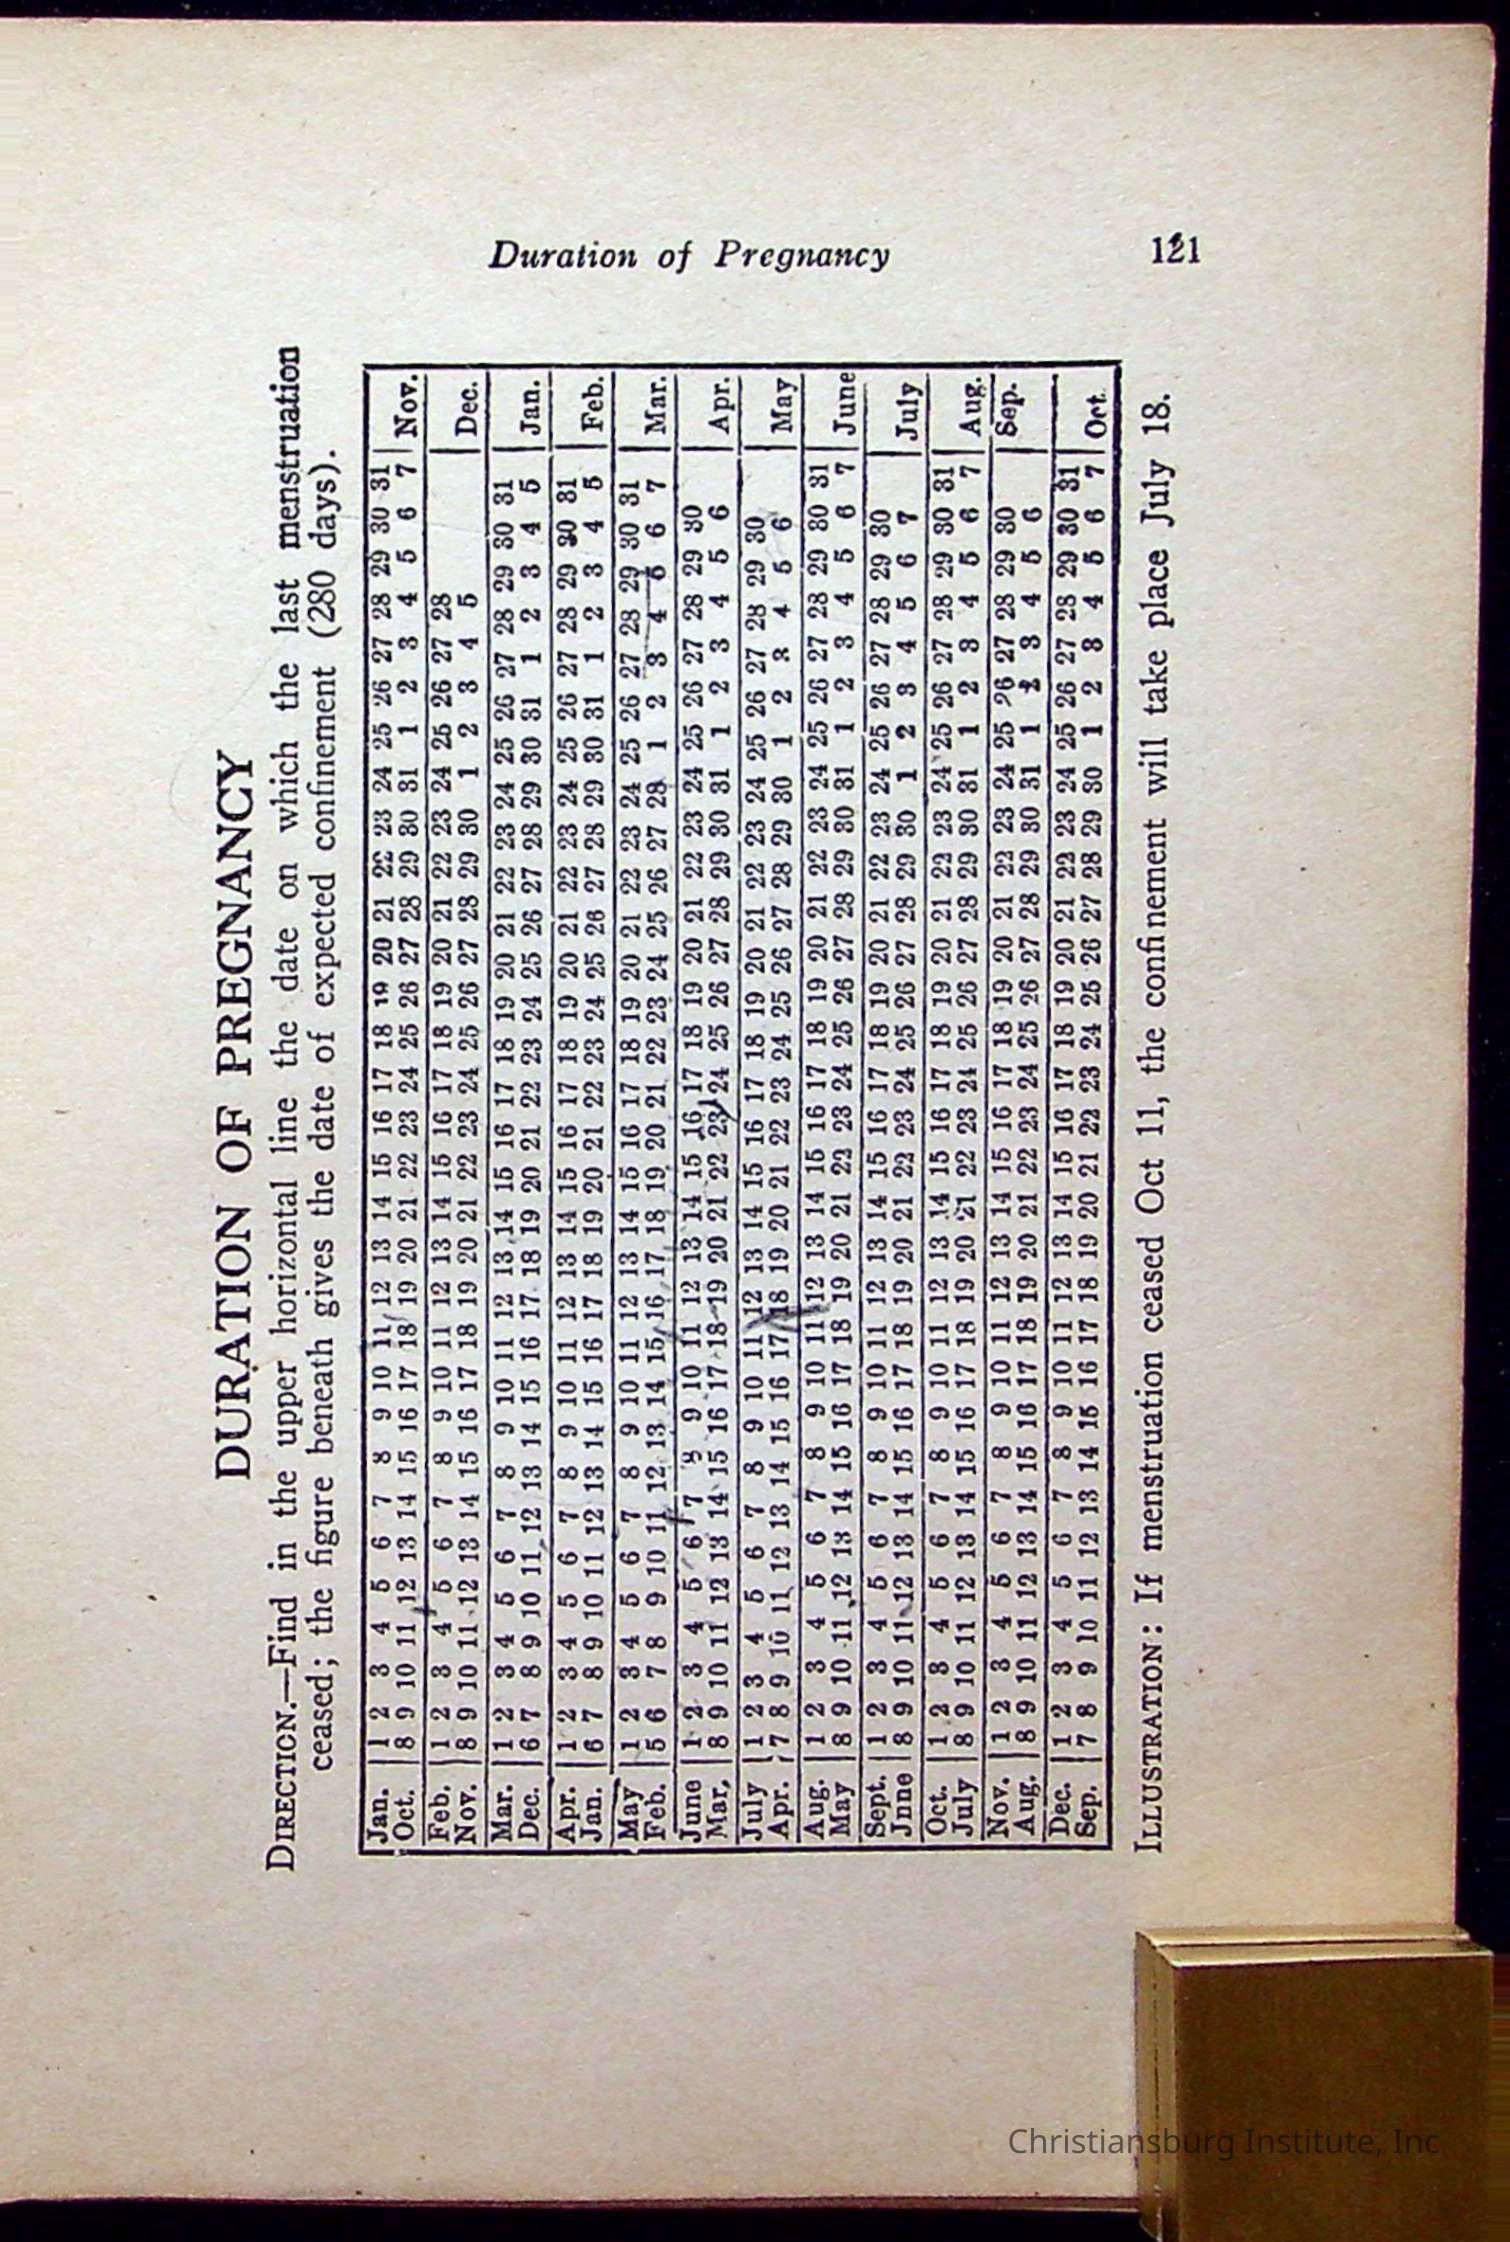 Duration of Pregnancy 121
DURATION OF PREGNANCY
DIRECTION.—Find in the upper horizontal line the date on which the last menstruation
ceased; the figure beneath gives the date of expected confinement (280 days).
Jan. 1 2 3 4 5 6 7 8 9 10 11 12 13 14 15 16 17 18 19 20 21 22 23 24 25 26 27 28 29 30 31
Oct. 8 9 10 11 12 13 14 15 16 17 18 19 20 21 22 23 24 25 26 27 28 29 30 31 1 2 3 4 5 6 7 Nov.
Feb. 1 2 3 4 5 6 7 8 9 10 11 12 13 14 15 16 17 18 19 20 21 22 23 24 25 26 27 28
Nov. 8 9 10 11 12 13 14 15 16 17 18 19 20 21 22 23 24 25 26 27 28 29 30 1 2 3 4 5 Dec.
Mar. 1 2 3 4 5 6 7 8 9 10 11 12 13 14 15 16 17 18 19 20 21 22 23 24 25 26 27 28 29 30 31
Dec. 6 7 8 9 10 11 12 13 14 15 16 17 18 19 20 21 22 23 24 25 26 27 28 29 30 31 1 2 3 4 5 Jan.
Apr. 1 2 3 4 5 6 7 8 9 10 11 12 13 14 15 16 17 18 19 20 21 22 23 24 25 26 27 28 29 30 31
Jan. 6 7 8 9 10 11 12 13 14 15 16 17 18 19 20 21 22 23 24 25 26 27 28 29 30 31 1 2 3 4 5 Feb.
May 1 2 3 4 5 6 7 8 9 10 11 12 13 14 15 16 17 18 19 20 21 22 23 24 25 26 27 28 29 30 31
Feb. 5 6 7 8 9 10 11 12 13 14 15 16 17 18 19 20 21 22 23 24 25 26 27 28 1 2 3 4 5 6 7 Mar.
June 1 2 3 4 5 6 7 8 9 10 11 12 13 14 15 16 17 18 19 20 21 22 23 24 25 26 27 28 29 30
Mar, 8 9 10 11 12 13 14 15 16 17 18 19 20 21 22 23 24 25 26 27 28 29 30 31 1 2 3 4 5 6 Apr.
July 1 2 3 4 5 6 7 8 9 10 11 12 13 14 15 16 17 18 19 20 21 22 23 24 25 26 27 28 29 30
Apr. 7 8 9 10 11 12 13 14 15 16 17 18 19 20 21 22 23 24 25 26 27 28 29 30 1 2 3 4 5 6 May
Aug. 1 2 3 4 5 6 7 8 9 10 11 12 13 14 15 16 17 18 19 20 21 22 23 24 25 26 27 28 29 30 31
May 8 9 10 11 12 13 14 15 16 17 18 19 20 21 22 23 24 25 26 27 28 29 30 31 1 2 3 4 5 6 7 June
Sept. 1 2 3 4 5 6 7 8 9 10 11 12 13 14 15 16 17 18 19 20 21 22 23 24 25 26 27 28 29 30
June 8 9 10 11 12 13 14 15 16 17 18 19 20 21 22 23 24 25 26 27 28 29 30 1 2 3 4 5 6 7 July
Oct. 1 2 3 4 5 6 7 8 9 10 11 12 13 14 15 16 17 18 19 20 21 22 23 24 25 26 27 28 29 30 31
July 8 9 10 11 12 13 14 15 16 17 18 19 20 21 22 23 24 25 26 27 28 29 30 31 1 2 3 4 5 6 7 Aug.
Nov. 1 2 3 4 5 6 7 8 9 10 11 12 13 14 15 16 17 18 19 20 21 22 23 24 25 26 27 28 29 30
Aug. 8 9 10 11 12 13 14 15 16 17 18 19 20 21 22 23 24 25 26 27 28 29 30 31 1 2 3 4 5 6 Sep.
Dec. 1 2 3 4 5 6 7 8 9 10 11 12 13 14 15 16 17 18 19 20 21 22 23 24 25 26 27 28 29 30 31
Sep. 7 8 9 10 11 12 13 14 15 16 17 18 19 20 21 22 23 24 25 26 27 28 29 30 1 2 3 4 5 6 7 Oct.
ILLUSTRATION: If menstruation ceased Oct 11, the confinement will take place July 18.
Christiansburg Institute, Inc